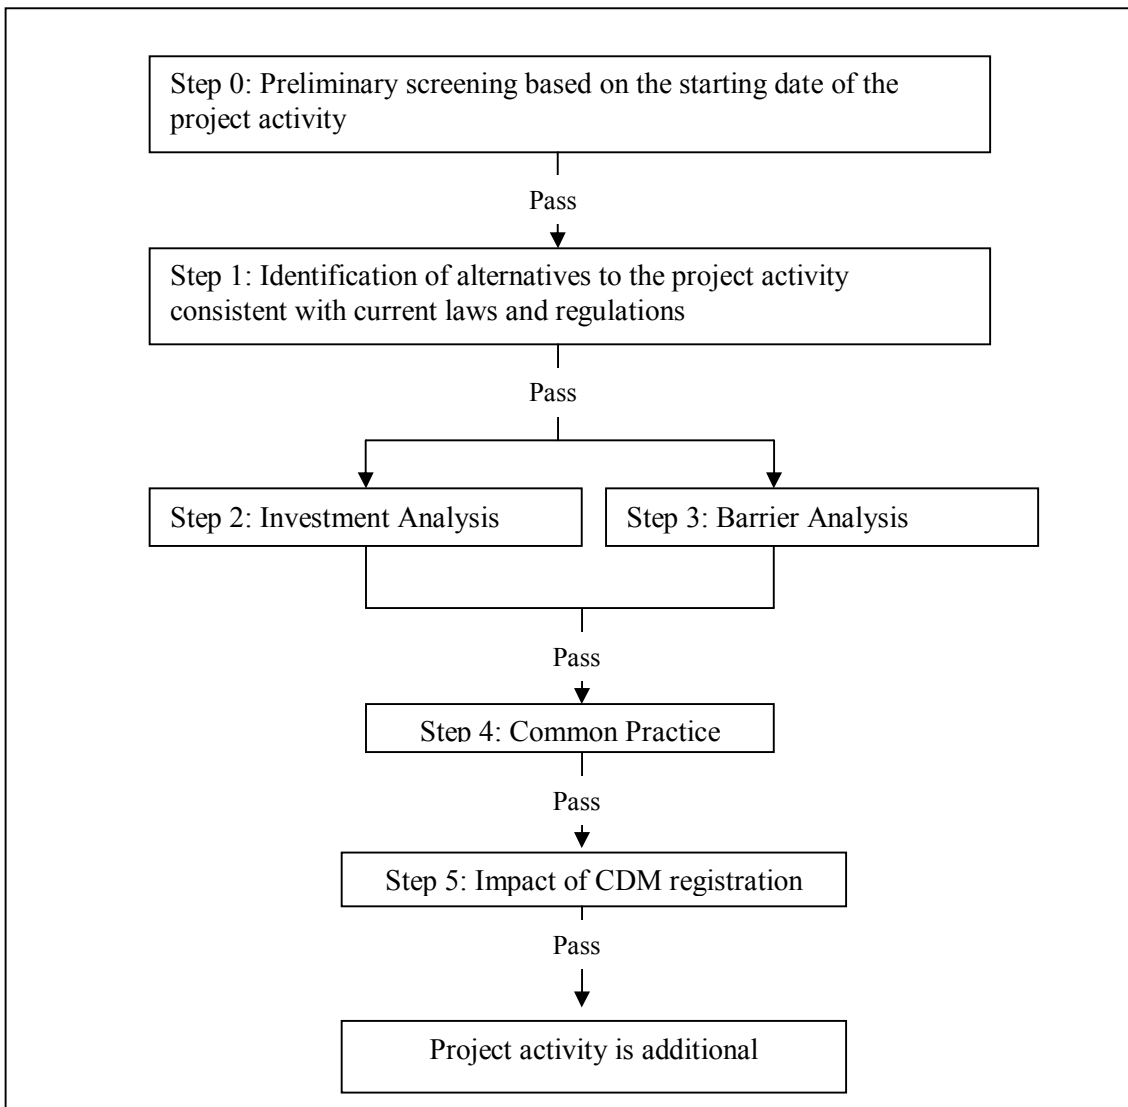 Step 0: Preliminary screening based on the starting date of the
project activity
Pass
Step 1: Identification of alternatives to the project activity
consistent with current laws and regulations
Pass
Step 2: Investment Analysis
Step 3: Barrier Analysis
Pass
Step 4: Common Practice
Pass
Step 5: Impact of CDM registration
Pass
Project activity is additional